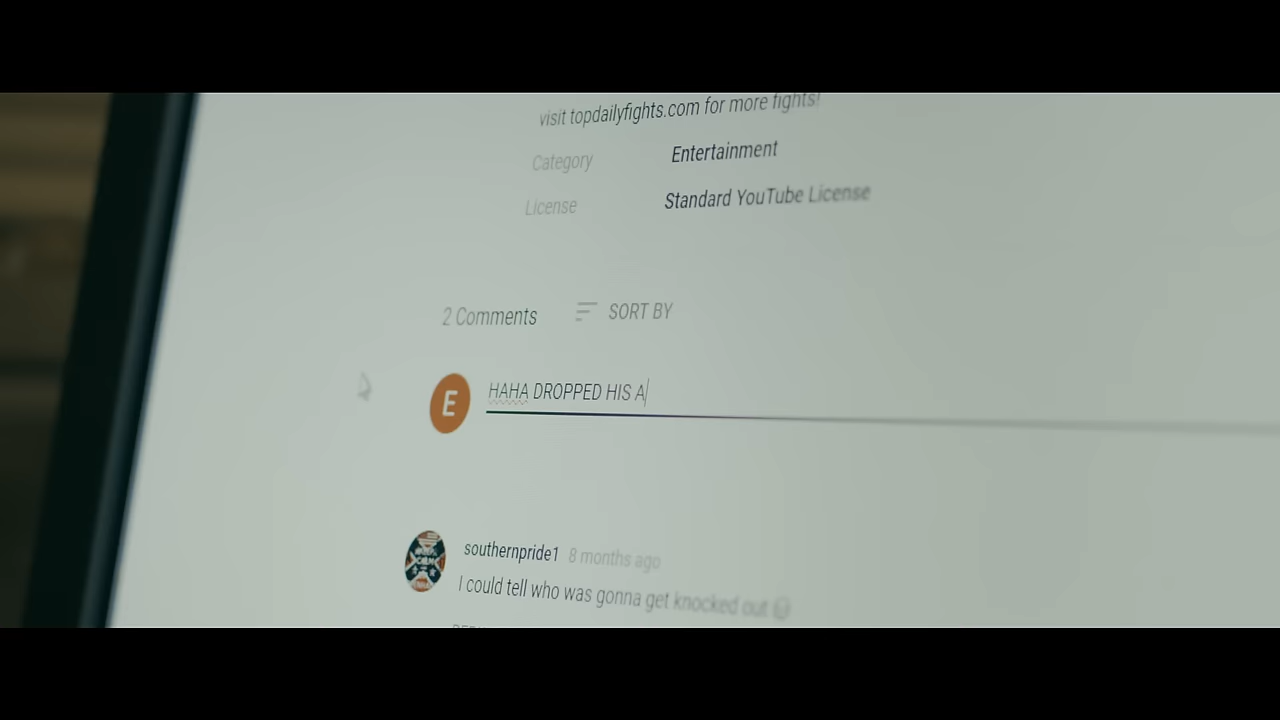 visit topdailyfights.com for more fights!
Category Entertainment
License Standard YouTube License
2 Comments SORT BY
E HAHA DROPPED HIS A
southernpride1 8 months ago
I could tell who was gonna get knocked out